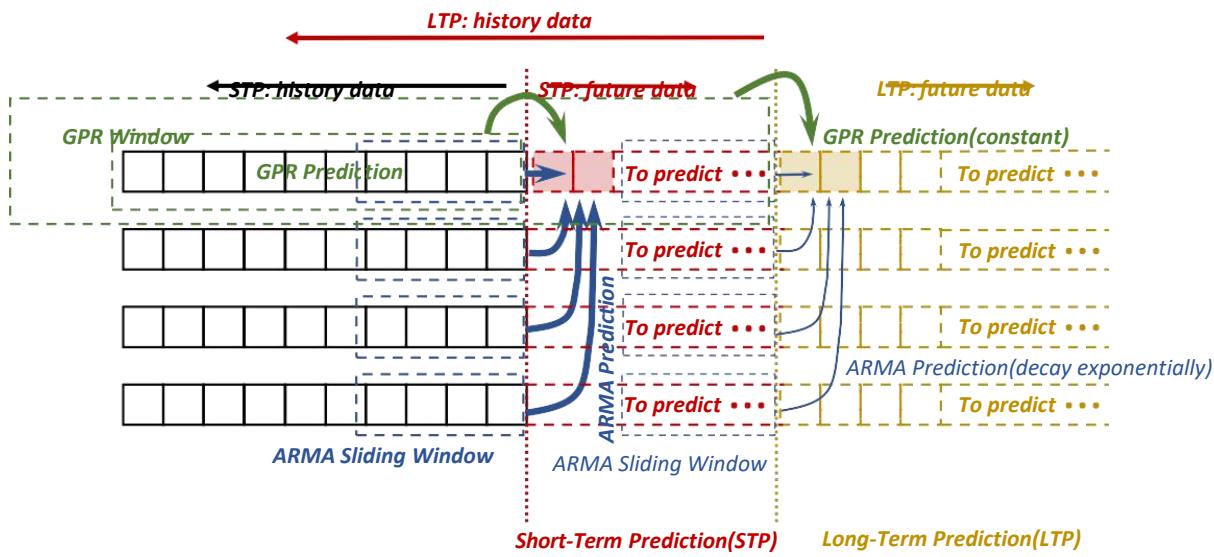 LTP: history data
STP: history data
STP: future data
LTP: future data
GPR Window
GPR Prediction(constant)
GPR Prediction
To predict ···
To predict ···
To predict ···
To predict ···
To predict ···
To predict ···
ARMA Prediction
ARMA Prediction(decay exponentially)
To predict ···
To predict ···
ARMA Sliding Window
ARMA Sliding Window
Short-Term Prediction(STP)
Long-Term Prediction(LTP)